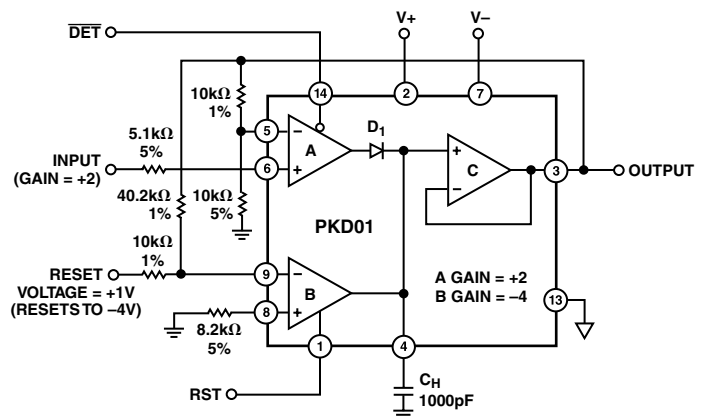 DET
V+
V–
14
2
7
10kΩ
1%
5
–
A
D1
+
–
C
3
OUTPUT
5.1kΩ
5%
INPUT
(GAIN = +2)
6
+
40.2kΩ
1%
10kΩ
5%
PKD01
10kΩ
1%
RESET
VOLTAGE = +1V
(RESETS TO –4V)
9
–
B
8
+
A GAIN = +2
B GAIN = –4
13
8.2kΩ
5%
1
4
RST
CH
1000pF